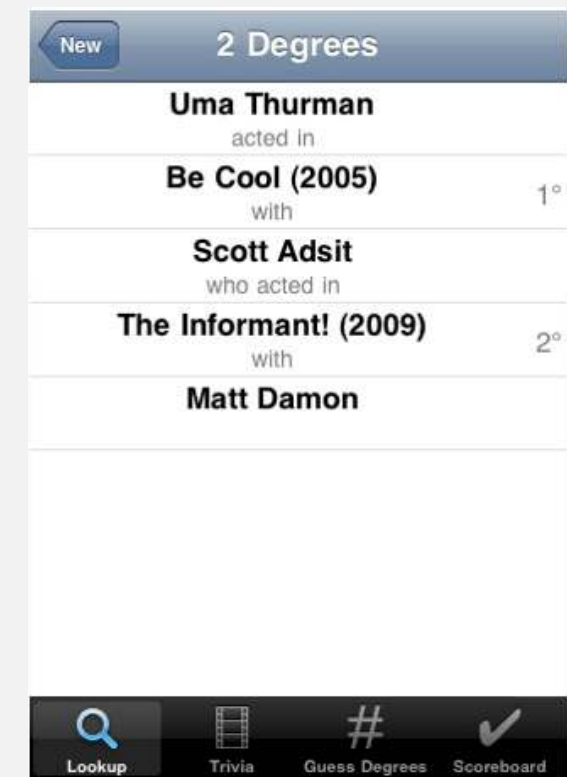 New
2 Degrees
Uma Thurman
acted in
Be Cool (2005)
with
1°
Scott Adsit
who acted in
The Informant! (2009)
with
2°
Matt Damon
Lookup
Trivia
Guess Degrees
Scoreboard